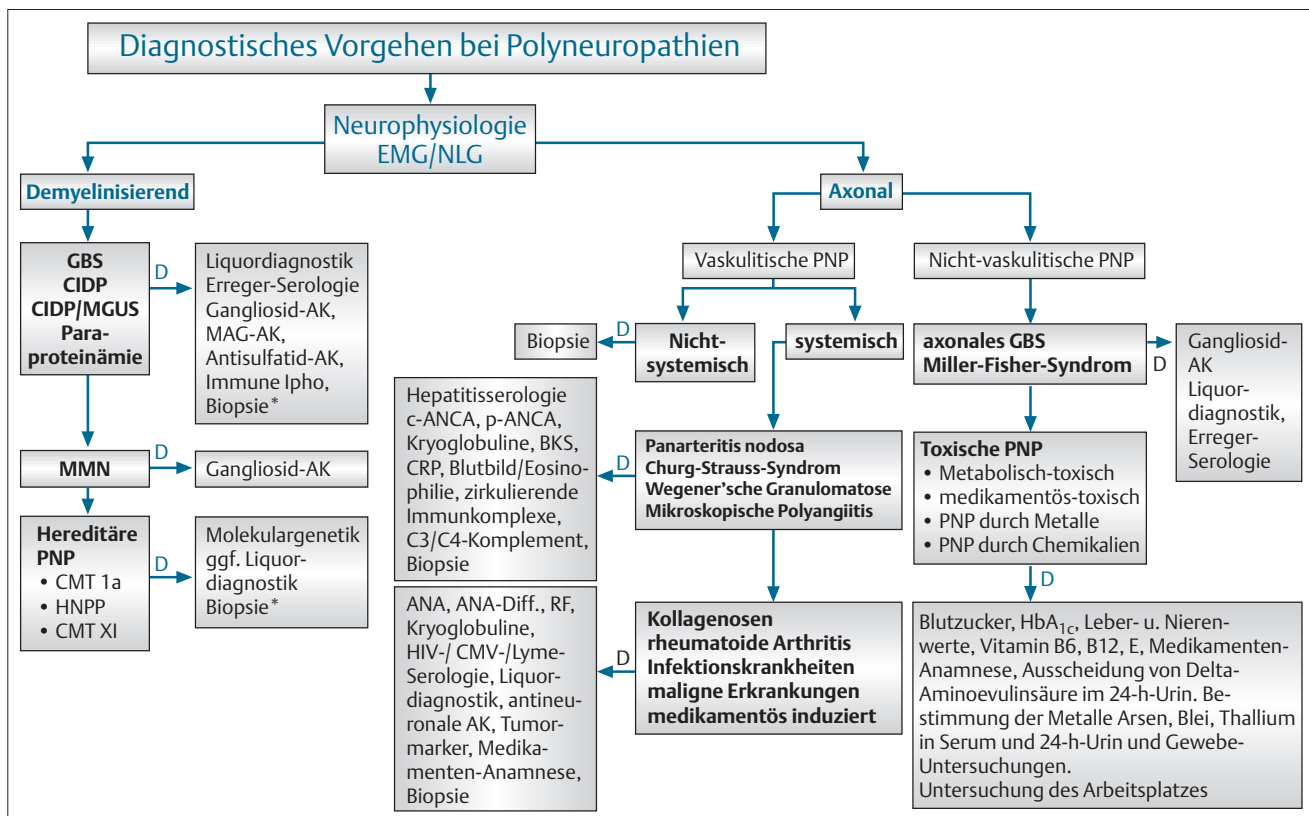 Diagnostisches Vorgehen bei Polyneuropathien
Neurophysiologie
EMG/NLG
Demyelinisierend
GBS
CIDP
CIDP/MGUS
Para-
proteinämie
D
Liquordiagnostik
Erreger-Serologie
Gangliosid-AK,
MAG-AK,
Antisulfatid-AK,
Immune Ipho,
Biopsie*
MMN
D
Gangliosid-AK
Hereditäre
PNP
• CMT 1a
• HNPP
• CMT XI
D
Molekulargenetik
ggf. Liquor-
diagnostik
Biopsie*
Axonal
Vaskulitische PNP
Biopsie
D
Nicht-
systemisch
systemisch
Hepatitisserologie
c-ANCA, p-ANCA,
Kryoglobuline, BKS,
CRP, Blutbild/Eosino-
philie, zirkulierende
Immunkomplexe,
C3/C4-Komplement,
Biopsie
D
Panarteritis nodosa
Churg-Strauss-Syndrom
Wegener’sche Granulomatose
Mikroskopische Polyangiitis
ANA, ANA-Diff., RF,
Kryoglobuline,
HIV-/ CMV-/Lyme-
Serologie, Liquor-
diagnostik, antineu-
ronale AK, Tumor-
marker, Medika-
menten-Anamnese,
Biopsie
D
Kollagenosen
rheumatoide Arthritis
Infektionskrankheiten
maligne Erkrankungen
medikamentös induziert
Nicht-vaskulitische PNP
axonales GBS
Miller-Fisher-Syndrom
D
Gangliosid-
AK
Liquor-
diagnostik,
Erreger-
Serologie
Toxische PNP
• Metabolisch-toxisch
• medikamentös-toxisch
• PNP durch Metalle
• PNP durch Chemikalien
D
Blutzucker, HbA1c, Leber- u. Nieren-
werte, Vitamin B6, B12, E, Medikamenten-
Anamnese, Ausscheidung von Delta-
Aminoevulinsäure im 24-h-Urin. Be-
stimmung der Metalle Arsen, Blei, Thallium
in Serum und 24-h-Urin und Gewebe-
Untersuchungen.
Untersuchung des Arbeitsplatzes